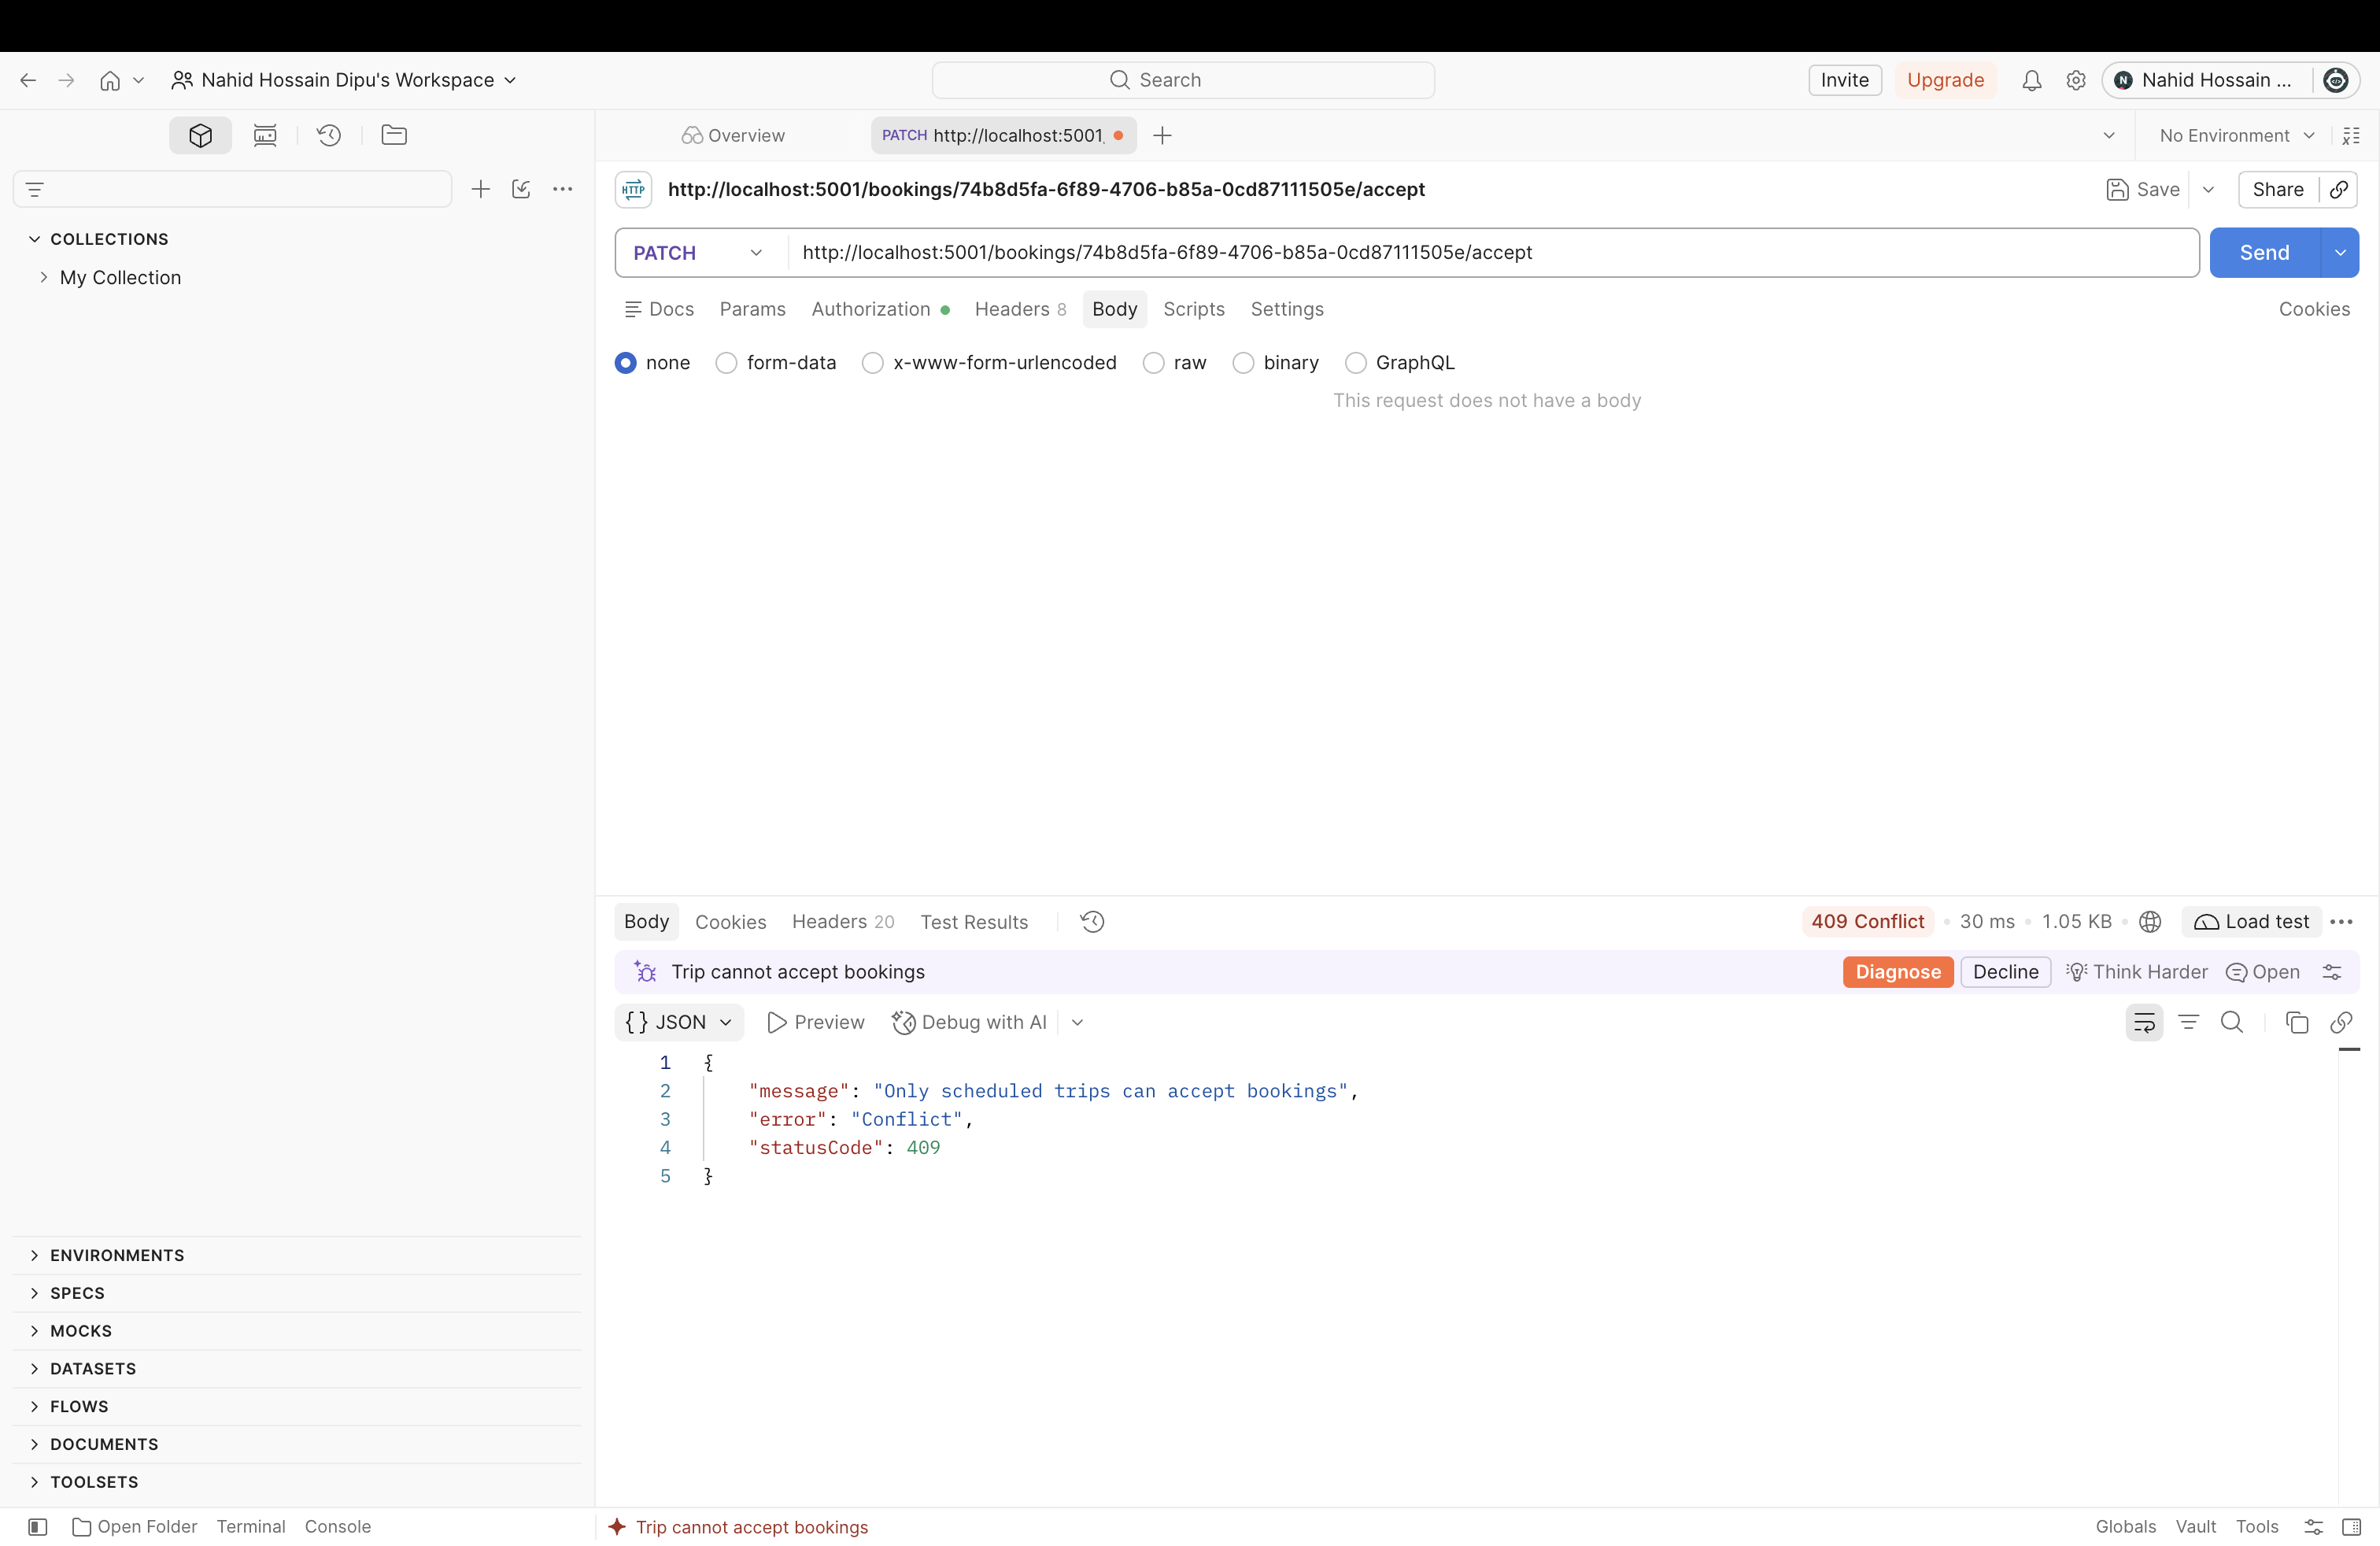 Nahid Hossain Dipu's Workspace
Search
Invite
Upgrade
Nahid Hossain ...
Overview
PATCH http://localhost:5001.
No Environment
COLLECTIONS
My Collection
HTTP
http://localhost:5001/bookings/74b8d5fa-6f89-4706-b85a-0cd87111505e/accept
Save
Share
PATCH
http://localhost:5001/bookings/74b8d5fa-6f89-4706-b85a-0cd87111505e/accept
Send
Docs Params Authorization Headers 8 Body Scripts Settings
Cookies
none form-data x-www-form-urlencoded raw binary GraphQL
This request does not have a body
Body Cookies Headers 20 Test Results
409 Conflict • 30 ms • 1.05 KB •
Load test
Trip cannot accept bookings
Diagnose Decline Think Harder Open
{} JSON Preview Debug with AI
1 {
2 "message": "Only scheduled trips can accept bookings",
3 "error": "Conflict",
4 "statusCode": 409
5 }
ENVIRONMENTS
SPECS
MOCKS
DATASETS
FLOWS
DOCUMENTS
TOOLSETS
Open Folder Terminal Console
Trip cannot accept bookings
Globals Vault Tools